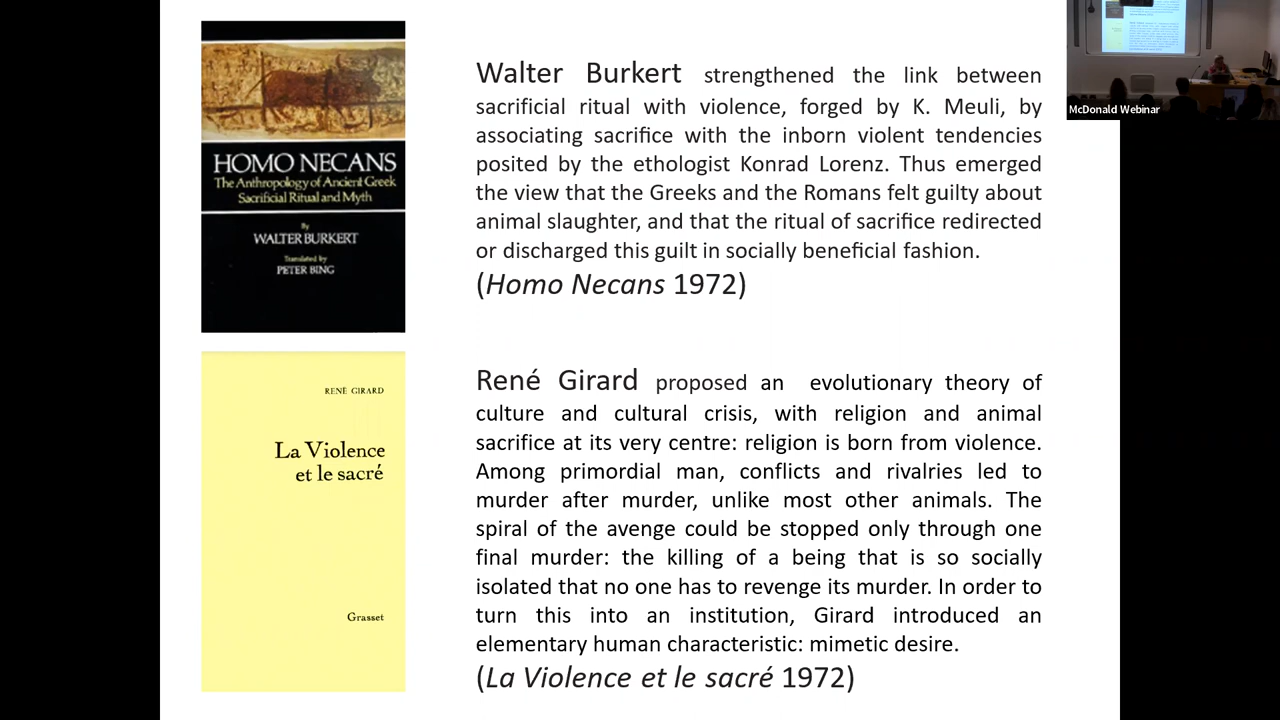 HOMO NECANS
The Anthropology of Ancient Greek
Sacrificial Ritual and Myth
By
WALTER BURKERT
Translated by
PETER BING
Walter Burkert strengthened the link between
sacrificial ritual with violence, forged by K. Meuli, by
associating sacrifice with the inborn violent tendencies
posited by the ethologist Konrad Lorenz. Thus emerged
the view that the Greeks and the Romans felt guilty about
animal slaughter, and that the ritual of sacrifice redirected
or discharged this guilt in socially beneficial fashion.
(Homo Necans 1972)
RENÉ GIRARD
La Violence
et le sacré
Grasset
René Girard proposed an evolutionary theory of
culture and cultural crisis, with religion and animal
sacrifice at its very centre: religion is born from violence.
Among primordial man, conflicts and rivalries led to
murder after murder, unlike most other animals. The
spiral of the avenge could be stopped only through one
final murder: the killing of a being that is so socially
isolated that no one has to revenge its murder. In order to
turn this into an institution, Girard introduced an
elementary human characteristic: mimetic desire.
(La Violence et le sacré 1972)
McDonald Webinar